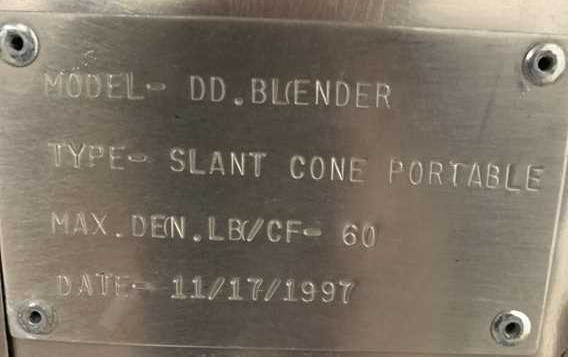 MODEL- DD.BLENDER
TYPE- SLANT CONE PORTABLE
MAX.DEN.LB/CF- 60
DATE- 11/17/1997